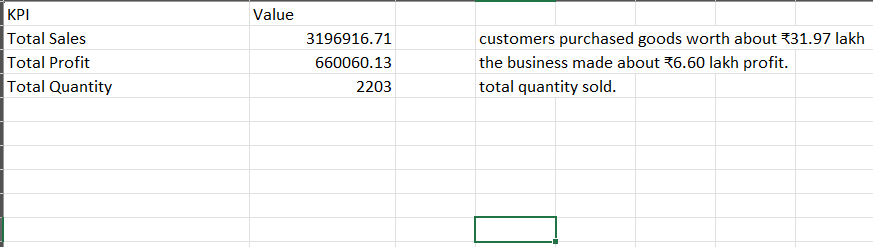 KPI Value
Total Sales 3196916.71 customers purchased goods worth about ₹31.97 lakh
Total Profit 660060.13 the business made about ₹6.60 lakh profit.
Total Quantity 2203 total quantity sold.